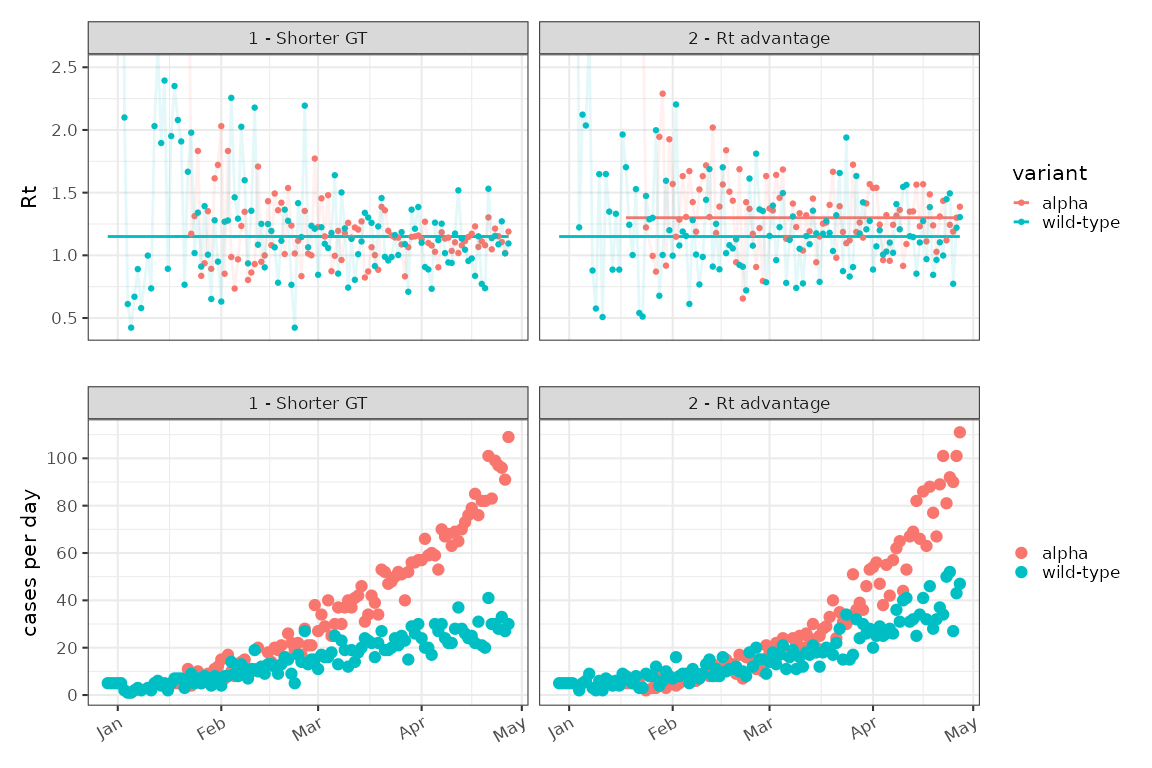 1 - Shorter GT
2 - Rt advantage
2.5
2.0
1.5
1.0
0.5
Rt
variant
alpha
wild-type
1 - Shorter GT
2 - Rt advantage
100
80
60
40
20
0
cases per day
Jan
Feb
Mar
Apr
May
Jan
Feb
Mar
Apr
May
alpha
wild-type